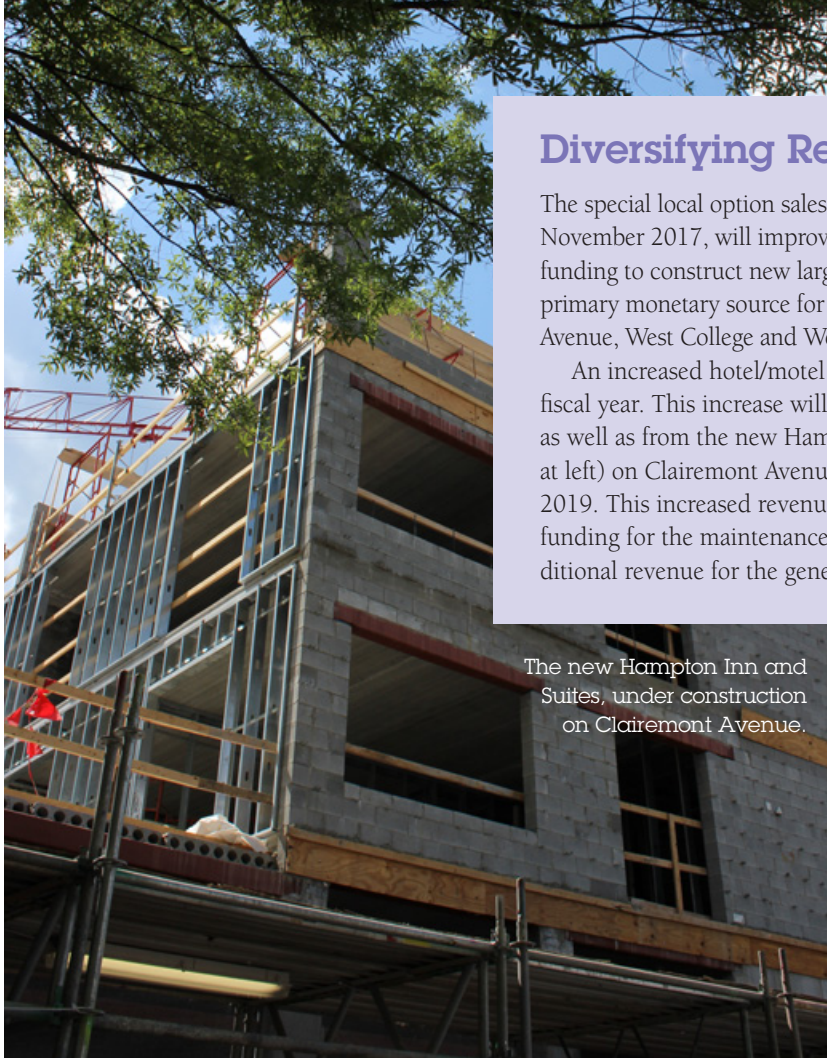 Diversifying Re
The special local option sales
November 2017, will improv
funding to construct new larg
primary monetary source for
Avenue, West College and We
An increased hotel/motel
fiscal year. This increase will
as well as from the new Ham
at left) on Clairemont Avenu
2019. This increased revenu
funding for the maintenance
ditional revenue for the gene
The new Hampton Inn and
Suites, under construction
on Clairemont Avenue.